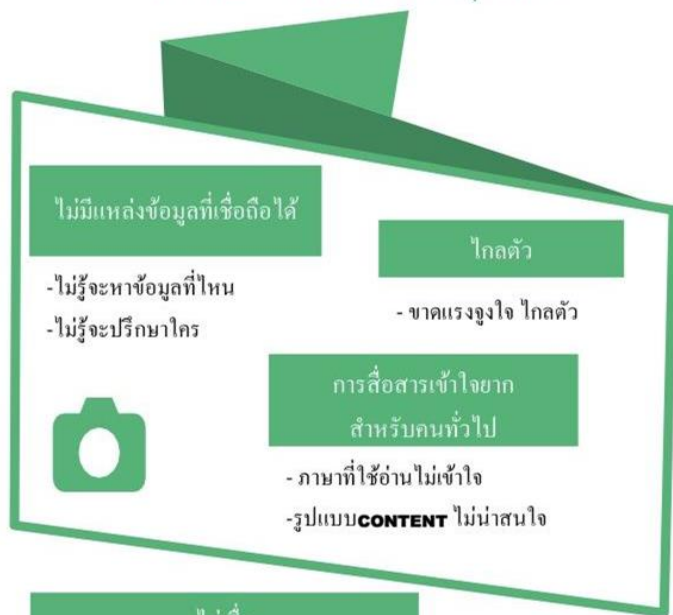 ไม่มีแหล่งข้อมูลที่เชื่อถือได้
-ไม่รู้จะหาข้อมูลที่ไหน
-ไม่รู้จะปรึกษาใคร
ไกลตัว
- ขาดแรงจูงใจ ไกลตัว
การสื่อสารเข้าใจยาก
สำหรับคนทั่วไป
- ภาษาที่ใช้อ่านไม่เข้าใจ
-รูปแบบCONTENT ไม่น่าสนใจ